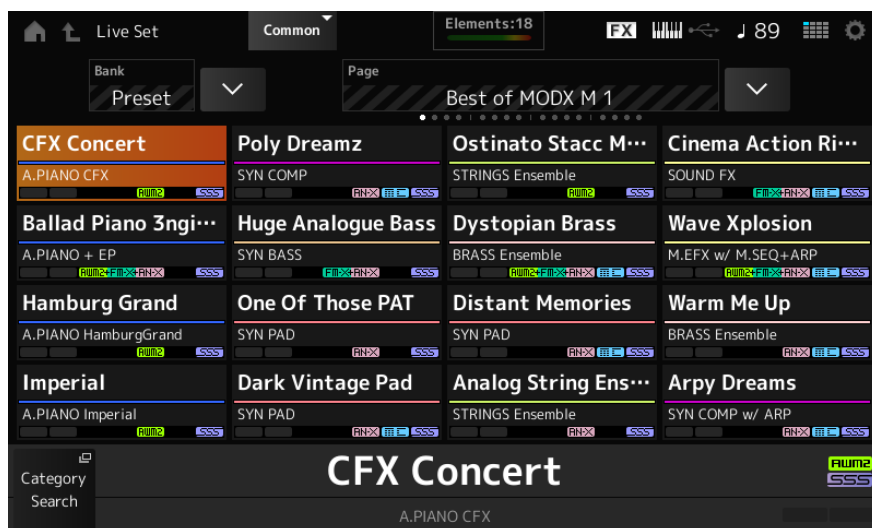 Live Set
Common
Elements:18
FX
89
Bank
Preset
Page
Best of MODX M 1
CFX Concert
A.PIANO CFX
AWM2 SSS
Poly Dreamz
SYN COMP
AN-X SSS
Ostinato Stacc M···
STRINGS Ensemble
AWM2 SSS
Cinema Action Ri···
SOUND FX
FM-X+AN-X SSS
Ballad Piano 3ngi···
A.PIANO + EP
AWM2+FM-X+AN-X SSS
Huge Analogue Bass
SYN BASS
FM-X+AN-X SSS
Dystopian Brass
BRASS Ensemble
AWM2+FM-X+AN-X SSS
Wave Xplosion
M.EFX w/ M.SEQ+ARP
AWM2+FM-X+AN-X SSS
Hamburg Grand
A.PIANO HamburgGrand
AWM2 SSS
One Of Those PAT
SYN PAD
AN-X SSS
Distant Memories
SYN PAD
AN-X SSS
Warm Me Up
BRASS Ensemble
AN-X SSS
Imperial
A.PIANO Imperial
AWM2 SSS
Dark Vintage Pad
SYN PAD
AN-X SSS
Analog String Ens···
STRINGS Ensemble
AN-X SSS
Arpy Dreams
SYN COMP w/ ARP
AN-X SSS
Category
Search
CFX Concert
A.PIANO CFX
AWM2
SSS